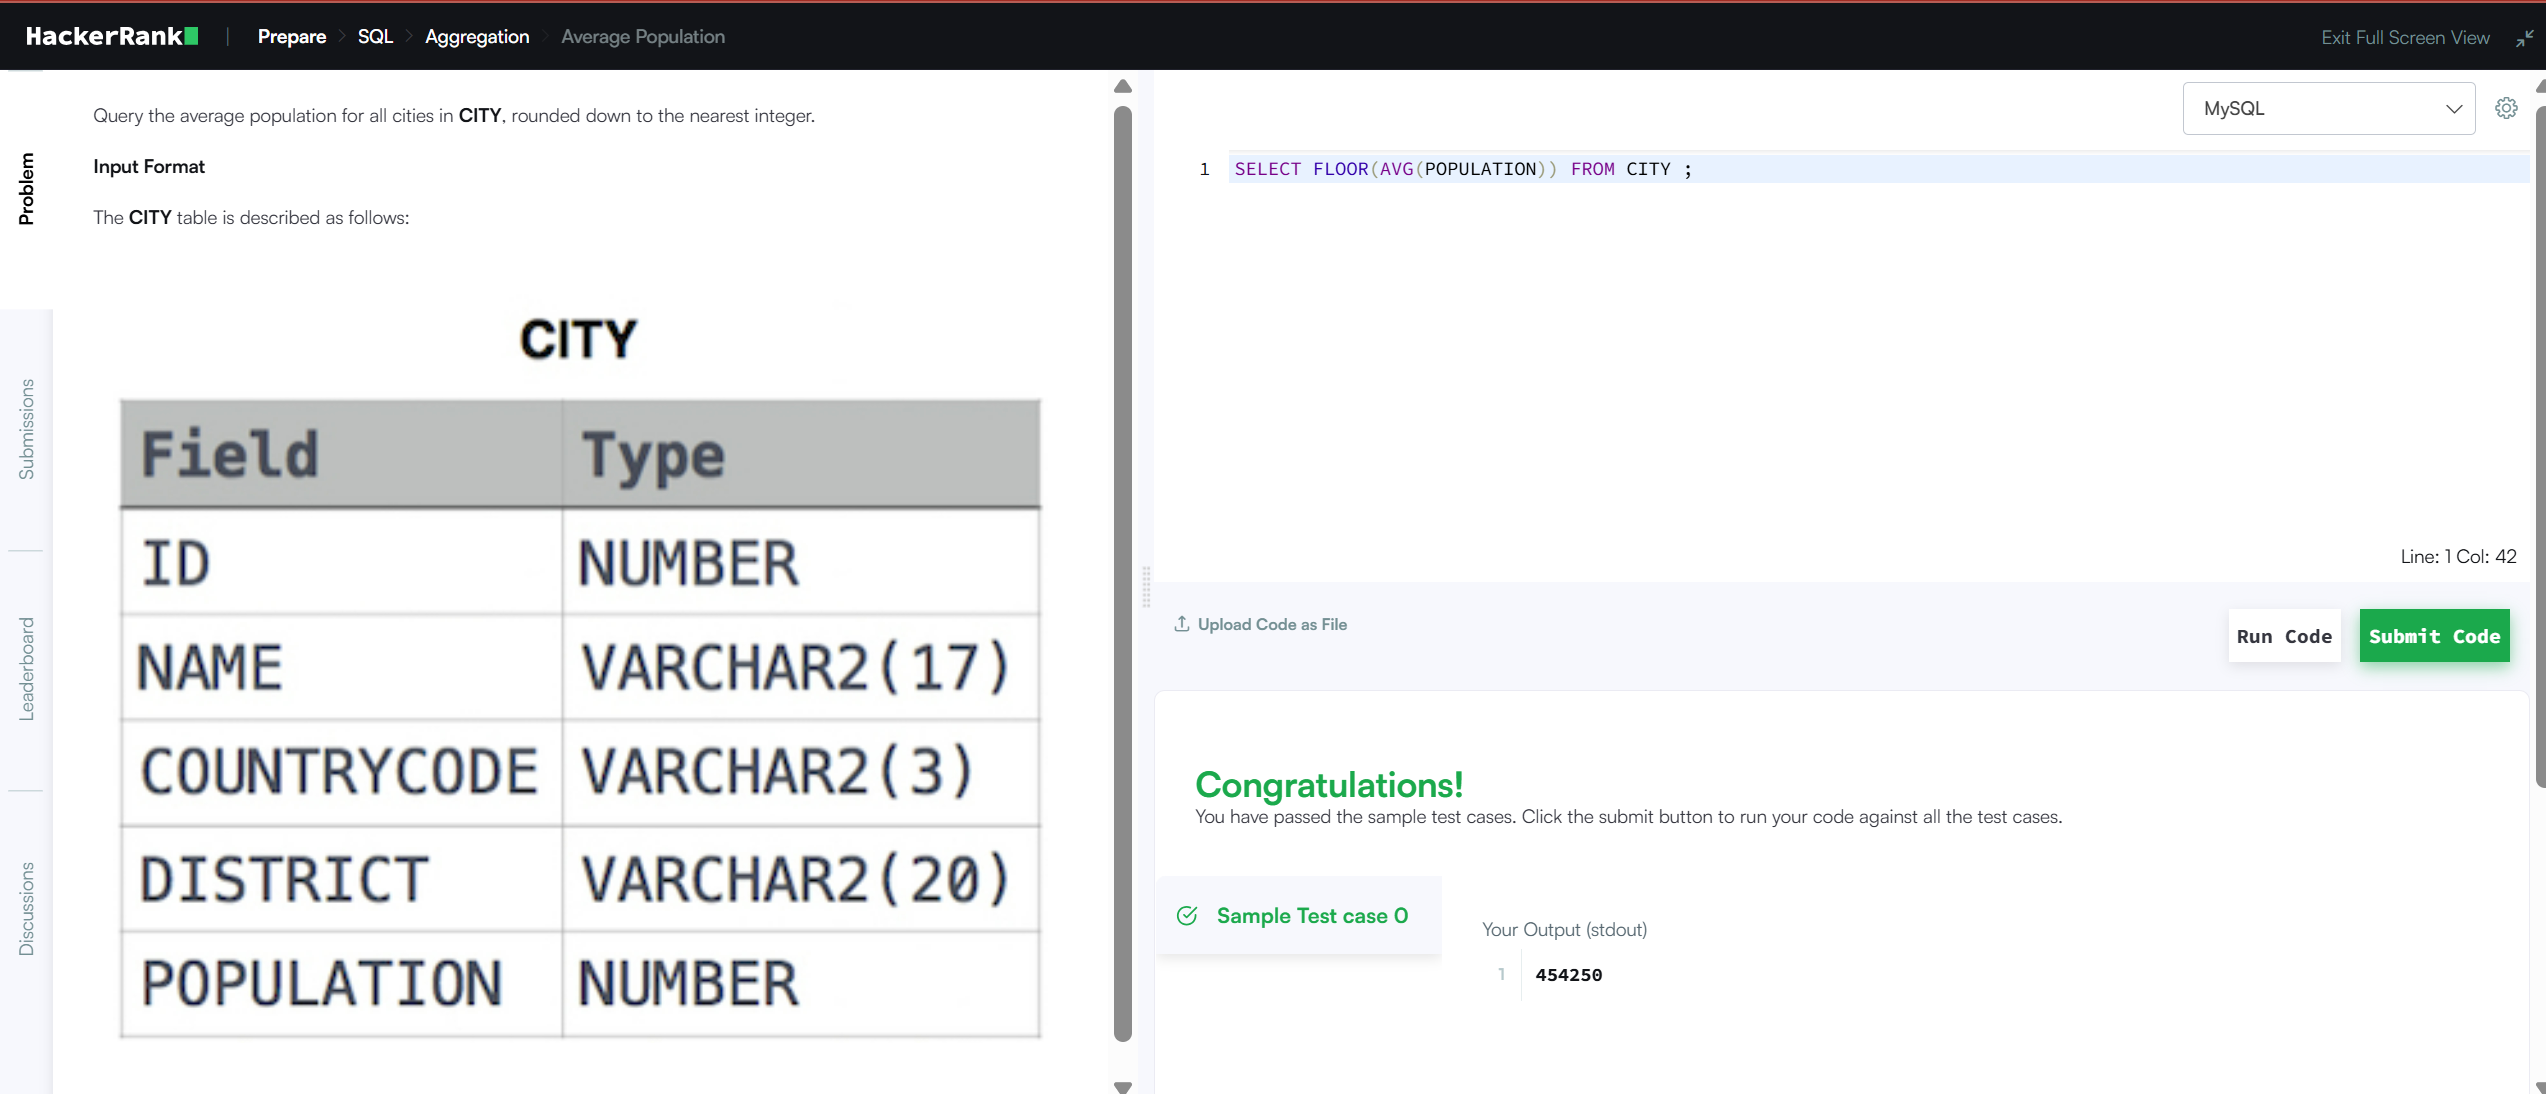 HackerRank | Prepare > SQL > Aggregation > Average Population
Exit Full Screen View
Problem
Submissions
Leaderboard
Discussions
Query the average population for all cities in CITY, rounded down to the nearest integer.
Input Format
The CITY table is described as follows:
CITY
Field Type
ID NUMBER
NAME VARCHAR2(17)
COUNTRYCODE VARCHAR2(3)
DISTRICT VARCHAR2(20)
POPULATION NUMBER
MySQL
1 SELECT FLOOR(AVG(POPULATION)) FROM CITY ;
Line: 1 Col: 42
Upload Code as File
Run Code
Submit Code
Congratulations!
You have passed the sample test cases. Click the submit button to run your code against all the test cases.
Sample Test case 0
Your Output (stdout)
1 454250